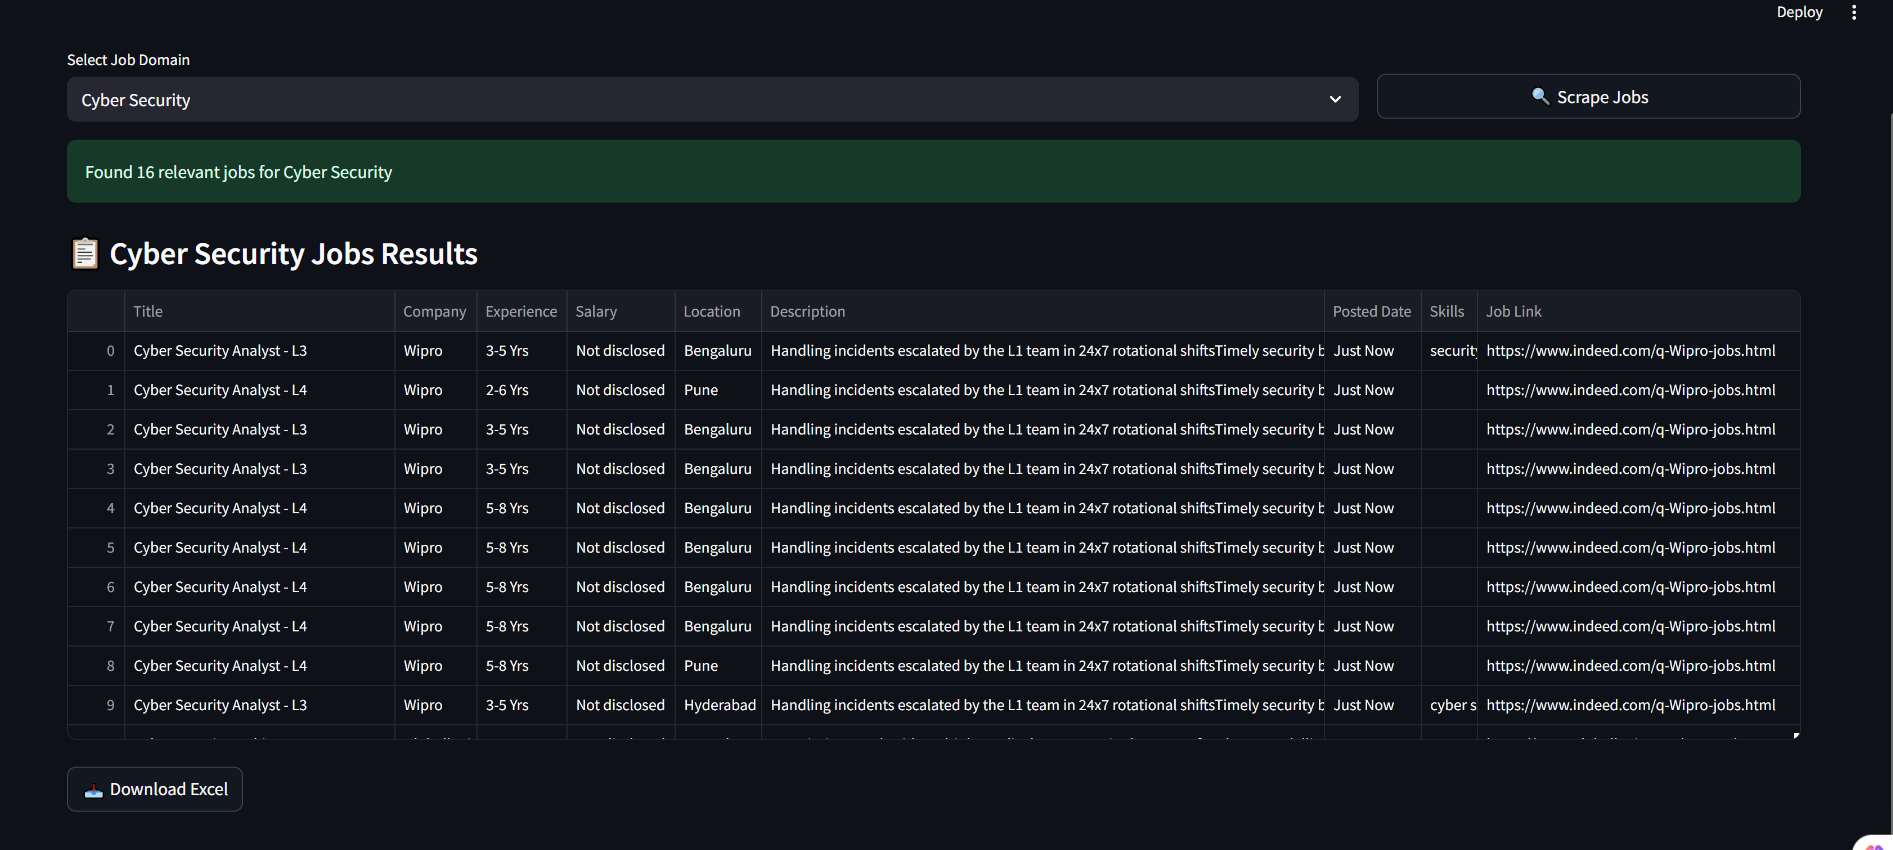 Deploy
Select Job Domain
Cyber Security
Scrape Jobs
Found 16 relevant jobs for Cyber Security
Cyber Security Jobs Results
Title Company Experience Salary Location Description Posted Date Skills Job Link
0 Cyber Security Analyst - L3 Wipro 3-5 Yrs Not disclosed Bengaluru Handling incidents escalated by the L1 team in 24x7 rotational shiftsTimely security b Just Now security https://www.indeed.com/q-Wipro-jobs.html
1 Cyber Security Analyst - L4 Wipro 2-6 Yrs Not disclosed Pune Handling incidents escalated by the L1 team in 24x7 rotational shiftsTimely security b Just Now https://www.indeed.com/q-Wipro-jobs.html
2 Cyber Security Analyst - L3 Wipro 3-5 Yrs Not disclosed Bengaluru Handling incidents escalated by the L1 team in 24x7 rotational shiftsTimely security b Just Now https://www.indeed.com/q-Wipro-jobs.html
3 Cyber Security Analyst - L3 Wipro 3-5 Yrs Not disclosed Bengaluru Handling incidents escalated by the L1 team in 24x7 rotational shiftsTimely security b Just Now https://www.indeed.com/q-Wipro-jobs.html
4 Cyber Security Analyst - L4 Wipro 5-8 Yrs Not disclosed Bengaluru Handling incidents escalated by the L1 team in 24x7 rotational shiftsTimely security b Just Now https://www.indeed.com/q-Wipro-jobs.html
5 Cyber Security Analyst - L4 Wipro 5-8 Yrs Not disclosed Bengaluru Handling incidents escalated by the L1 team in 24x7 rotational shiftsTimely security b Just Now https://www.indeed.com/q-Wipro-jobs.html
6 Cyber Security Analyst - L4 Wipro 5-8 Yrs Not disclosed Bengaluru Handling incidents escalated by the L1 team in 24x7 rotational shiftsTimely security b Just Now https://www.indeed.com/q-Wipro-jobs.html
7 Cyber Security Analyst - L4 Wipro 5-8 Yrs Not disclosed Bengaluru Handling incidents escalated by the L1 team in 24x7 rotational shiftsTimely security b Just Now https://www.indeed.com/q-Wipro-jobs.html
8 Cyber Security Analyst - L4 Wipro 5-8 Yrs Not disclosed Pune Handling incidents escalated by the L1 team in 24x7 rotational shiftsTimely security b Just Now https://www.indeed.com/q-Wipro-jobs.html
9 Cyber Security Analyst - L3 Wipro 3-5 Yrs Not disclosed Hyderabad Handling incidents escalated by the L1 team in 24x7 rotational shiftsTimely security b Just Now cyber s https://www.indeed.com/q-Wipro-jobs.html
Download Excel